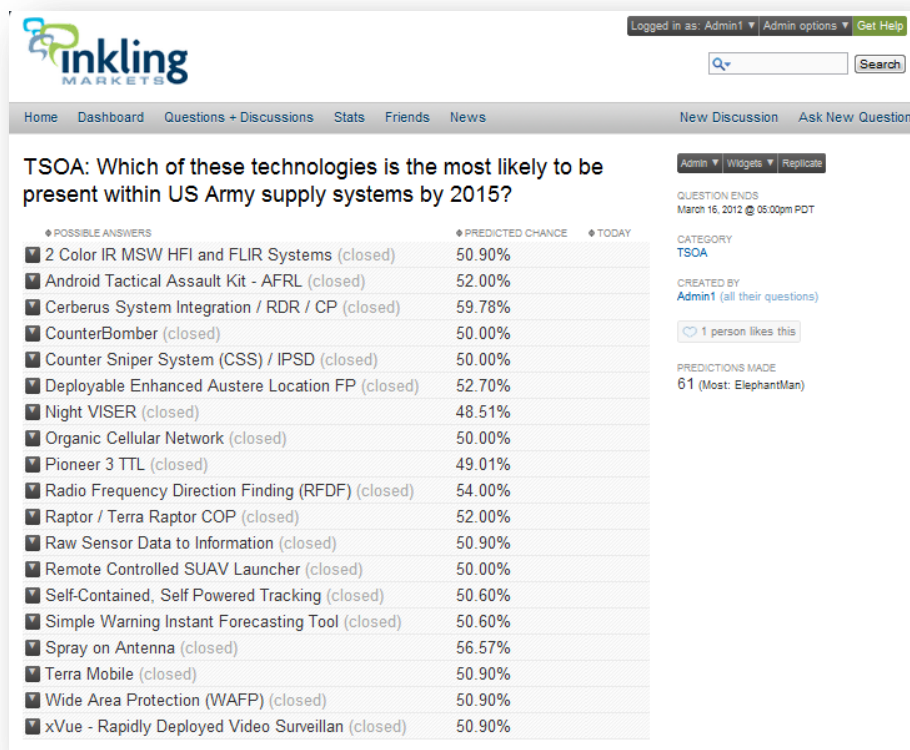 Logged in as: Admin1 ▼ Admin options ▼ Get Help
inkling
MARKETS
Search
Home Dashboard Questions + Discussions Stats Friends News New Discussion Ask New Question
TSOA: Which of these technologies is the most likely to be
present within US Army supply systems by 2015?
Admin ▼ Widgets ▼ Replicate
QUESTION ENDS
March 16, 2012 @ 05:00pm PDT
CATEGORY
TSOA
CREATED BY
Admin1 (all their questions)
1 person likes this
PREDICTIONS MADE
61 (Most: ElephantMan)
POSSIBLE ANSWERS PREDICTED CHANCE TODAY
2 Color IR MSW HFI and FLIR Systems (closed) 50.90%
Android Tactical Assault Kit - AFRL (closed) 52.00%
Cerberus System Integration / RDR / CP (closed) 59.78%
CounterBomber (closed) 50.00%
Counter Sniper System (CSS) / IPSD (closed) 50.00%
Deployable Enhanced Austere Location FP (closed) 52.70%
Night VISER (closed) 48.51%
Organic Cellular Network (closed) 50.00%
Pioneer 3 TTL (closed) 49.01%
Radio Frequency Direction Finding (RFDF) (closed) 54.00%
Raptor / Terra Raptor COP (closed) 52.00%
Raw Sensor Data to Information (closed) 50.90%
Remote Controlled SUAV Launcher (closed) 50.00%
Self-Contained, Self Powered Tracking (closed) 50.60%
Simple Warning Instant Forecasting Tool (closed) 50.60%
Spray on Antenna (closed) 56.57%
Terra Mobile (closed) 50.90%
Wide Area Protection (WAFP) (closed) 50.90%
xVue - Rapidly Deployed Video Surveillan (closed) 50.90%